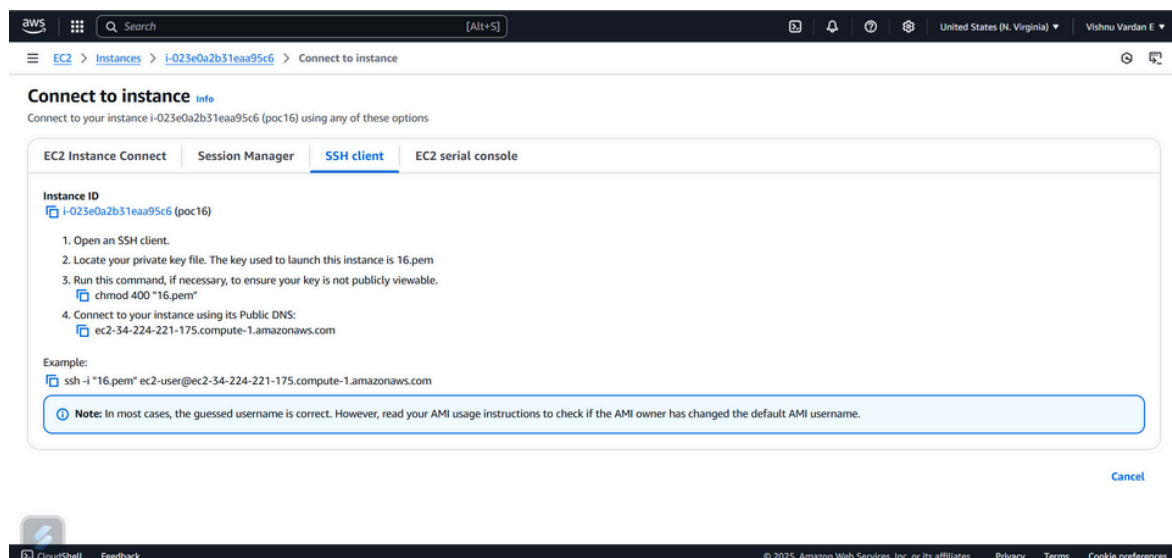 aws
Search [Alt+S] United States (N. Virginia) Vishnu Vardan E
EC2 > Instances > i-023e0a2b31eaa95c6 > Connect to instance
Connect to instance Info
Connect to your instance i-023e0a2b31eaa95c6 (poc16) using any of these options
EC2 Instance Connect Session Manager SSH client EC2 serial console
Instance ID
i-023e0a2b31eaa95c6 (poc16)
1. Open an SSH client.
2. Locate your private key file. The key used to launch this instance is 16.pem
3. Run this command, if necessary, to ensure your key is not publicly viewable.
chmod 400 "16.pem"
4. Connect to your instance using its Public DNS:
ec2-34-224-221-175.compute-1.amazonaws.com
Example:
ssh -i "16.pem" ec2-user@ec2-34-224-221-175.compute-1.amazonaws.com
Note: In most cases, the guessed username is correct. However, read your AMI usage instructions to check if the AMI owner has changed the default AMI username.
Cancel
CloudShell Feedback © 2025, Amazon Web Services, Inc. or its affiliates. Privacy Terms Cookie preferences